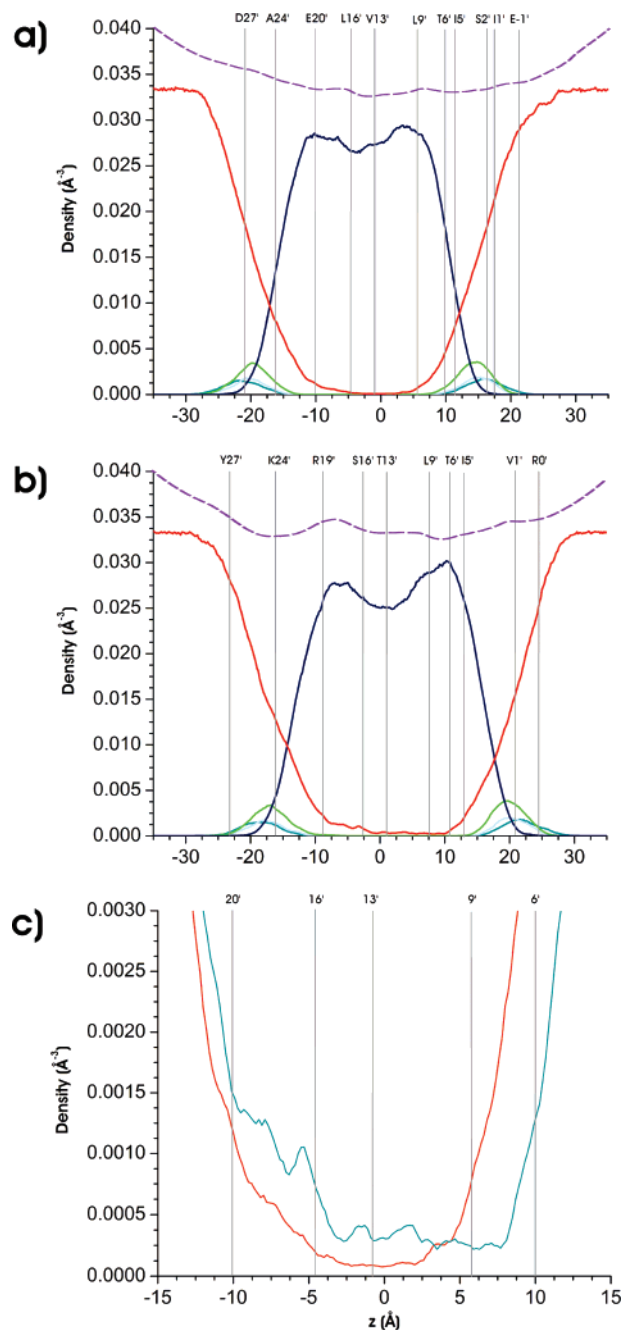 a)
D27' A24' E20' L16' V13' L9' T6' I5' S2' I1' E-1'
0.040
0.035
0.030
0.025
0.020
0.015
0.010
0.005
0.000
Density (Å⁻³)
-30 -20 -10 0 10 20 30
b)
Y27' K24' R19' S16' T13' L9' T6' I5' V1' R0'
0.040
0.035
0.030
0.025
0.020
0.015
0.010
0.005
0.000
Density (Å⁻³)
-30 -20 -10 0 10 20 30
c)
20' 16' 13' 9' 6'
0.0030
0.0025
0.0020
0.0015
0.0010
0.0005
0.0000
Density (Å⁻³)
-15 -10 -5 0 5 10 15
z (Å)